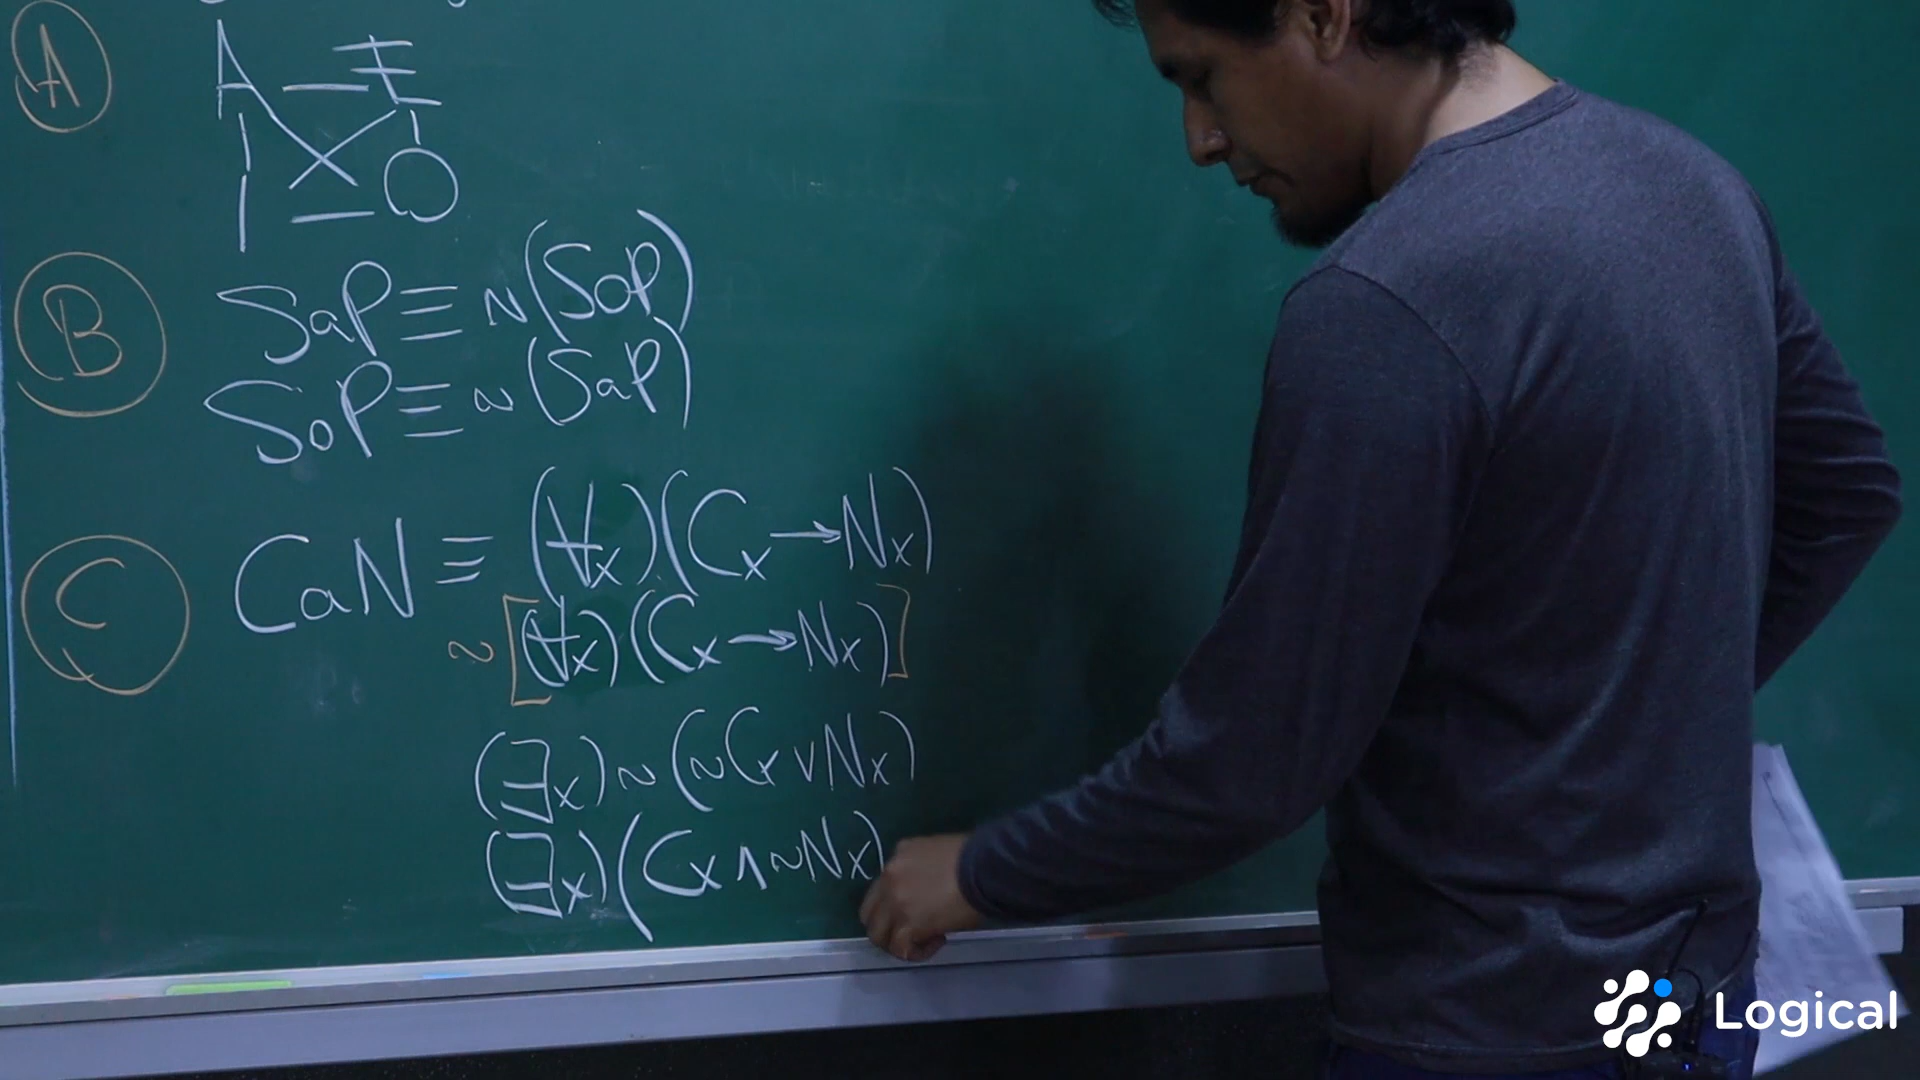 A
A E
I O
B
SaP ≡ ~(SoP)
SoP ≡ ~(SaP)
C
CaN ≡ (∀x)(Cx → Nx)
~[(∀x)(Cx → Nx)]
(∃x) ~ (~Cx ∨ Nx)
(∃x)(Cx ∧ ~Nx)
Logical